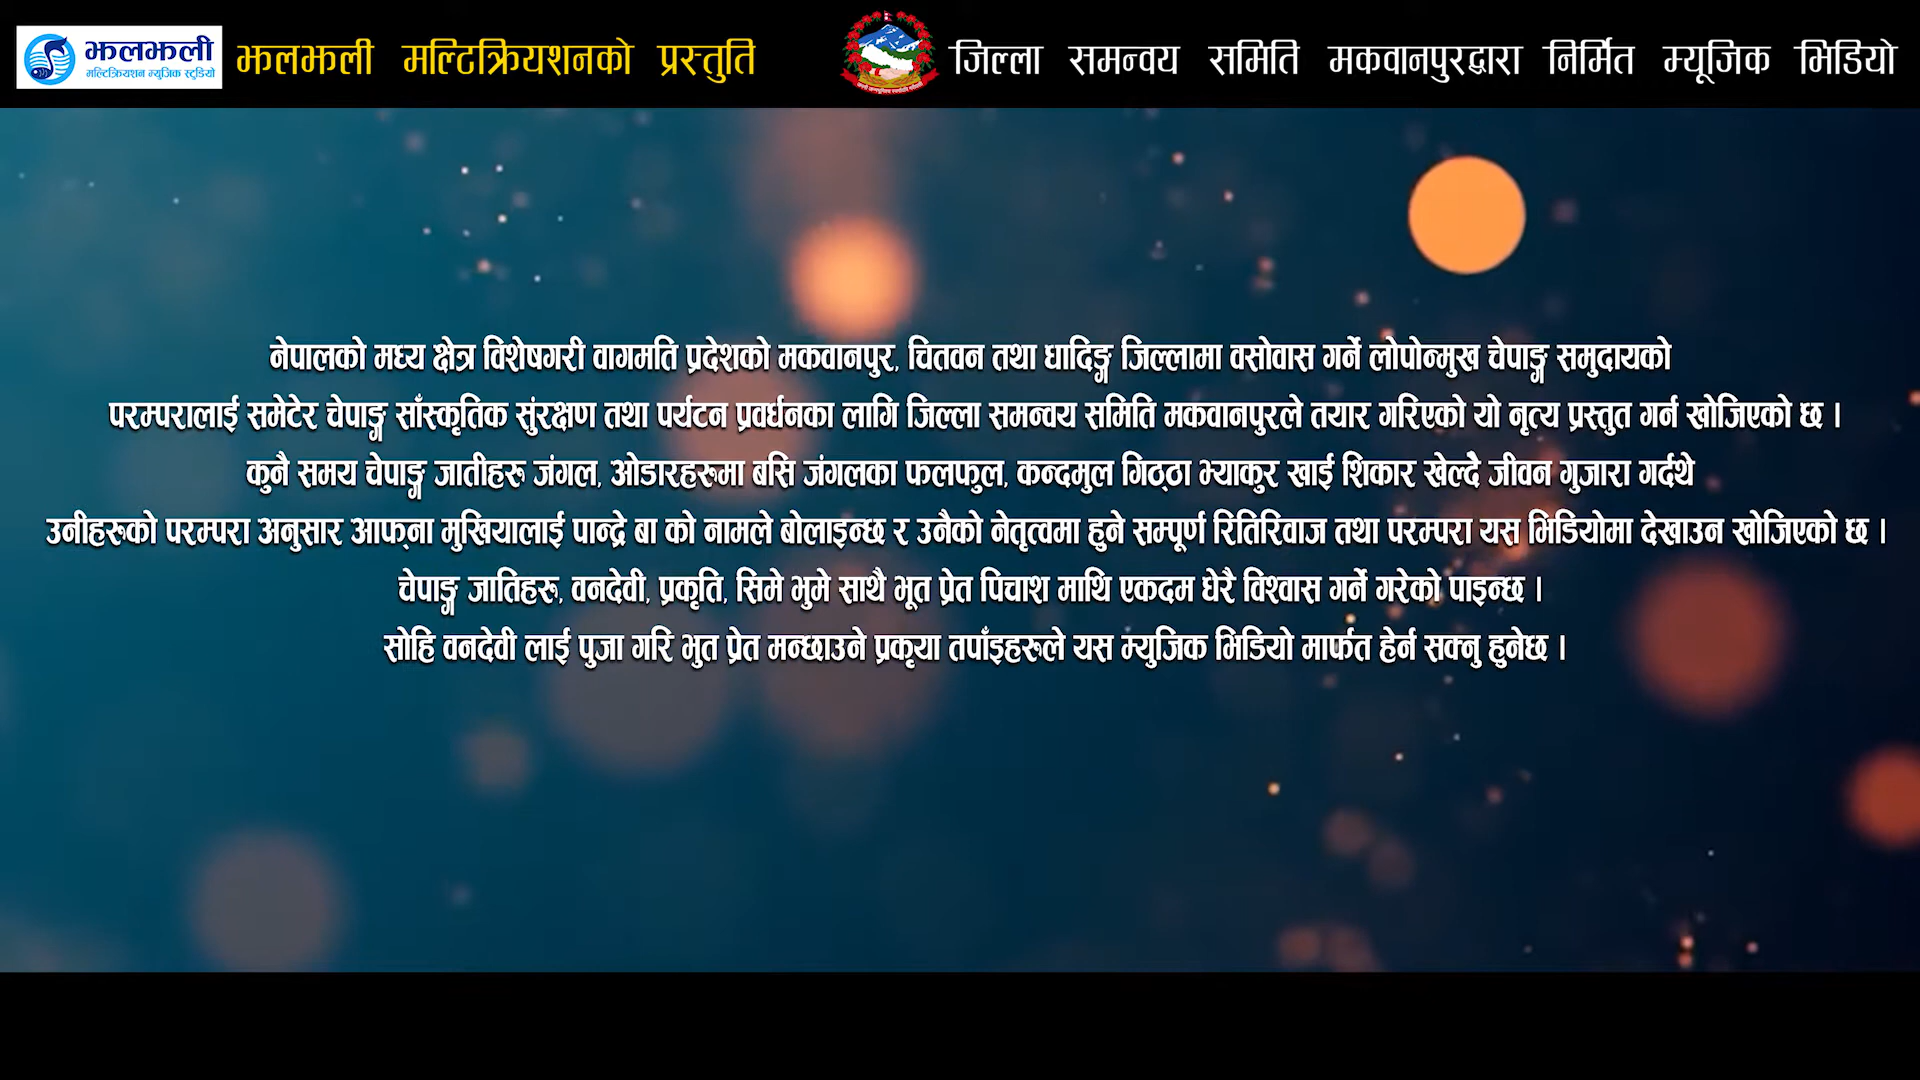 झलझली
मल्टिक्रियशन म्युजिक स्टूडियो
झलझली मल्टिक्रियशनको प्रस्तुति
जिल्ला समन्वय समिति मकवानपुरद्वारा निर्मित म्यूजिक भिडियो
नेपालको मध्य क्षेत्र विशेषगरी वागमति प्रदेशको मकवानपुर, चितवन तथा धादिङ्ग जिल्लामा वसोवास गर्ने लोपोन्मुख चेपाङ्ग समुदायको
परम्परालाई समेटेर चेपाङ्ग साँस्कृतिक सुंरक्षण तथा पर्यटन प्रवर्धनका लागि जिल्ला समन्वय समिति मकवानपुरले तयार गरिएको यो नृत्य प्रस्तुत गर्न खोजिएको छ ।
कुनै समय चेपाङ्ग जातीहरु जंगल, ओडारहरुमा बसि जंगलका फलफुल, कन्दमुल गिठ्ठा भ्याकुर खाई शिकार खेल्दै जीवन गुजारा गर्दथे
उनीहरुको परम्परा अनुसार आफ्ना मुखियालाई पान्द्रे बा को नामले बोलाइन्छ र उनैको नेतृत्वमा हुने सम्पूर्ण रितिरिवाज तथा परम्परा यस भिडियोमा देखाउन खोजिएको छ ।
चेपाङ्ग जातिहरु, वनदेवी, प्रकृति, सिमे भुमे साथै भूत प्रेत पिचाश माथि एकदम धेरै विश्वास गर्ने गरेको पाइन्छ ।
सोहि वनदेवी लाई पुजा गरि भुत प्रेत मन्छाउने प्रकृया तपाँइहरुले यस म्युजिक भिडियो मार्फत हेर्न सक्नु हुनेछ ।